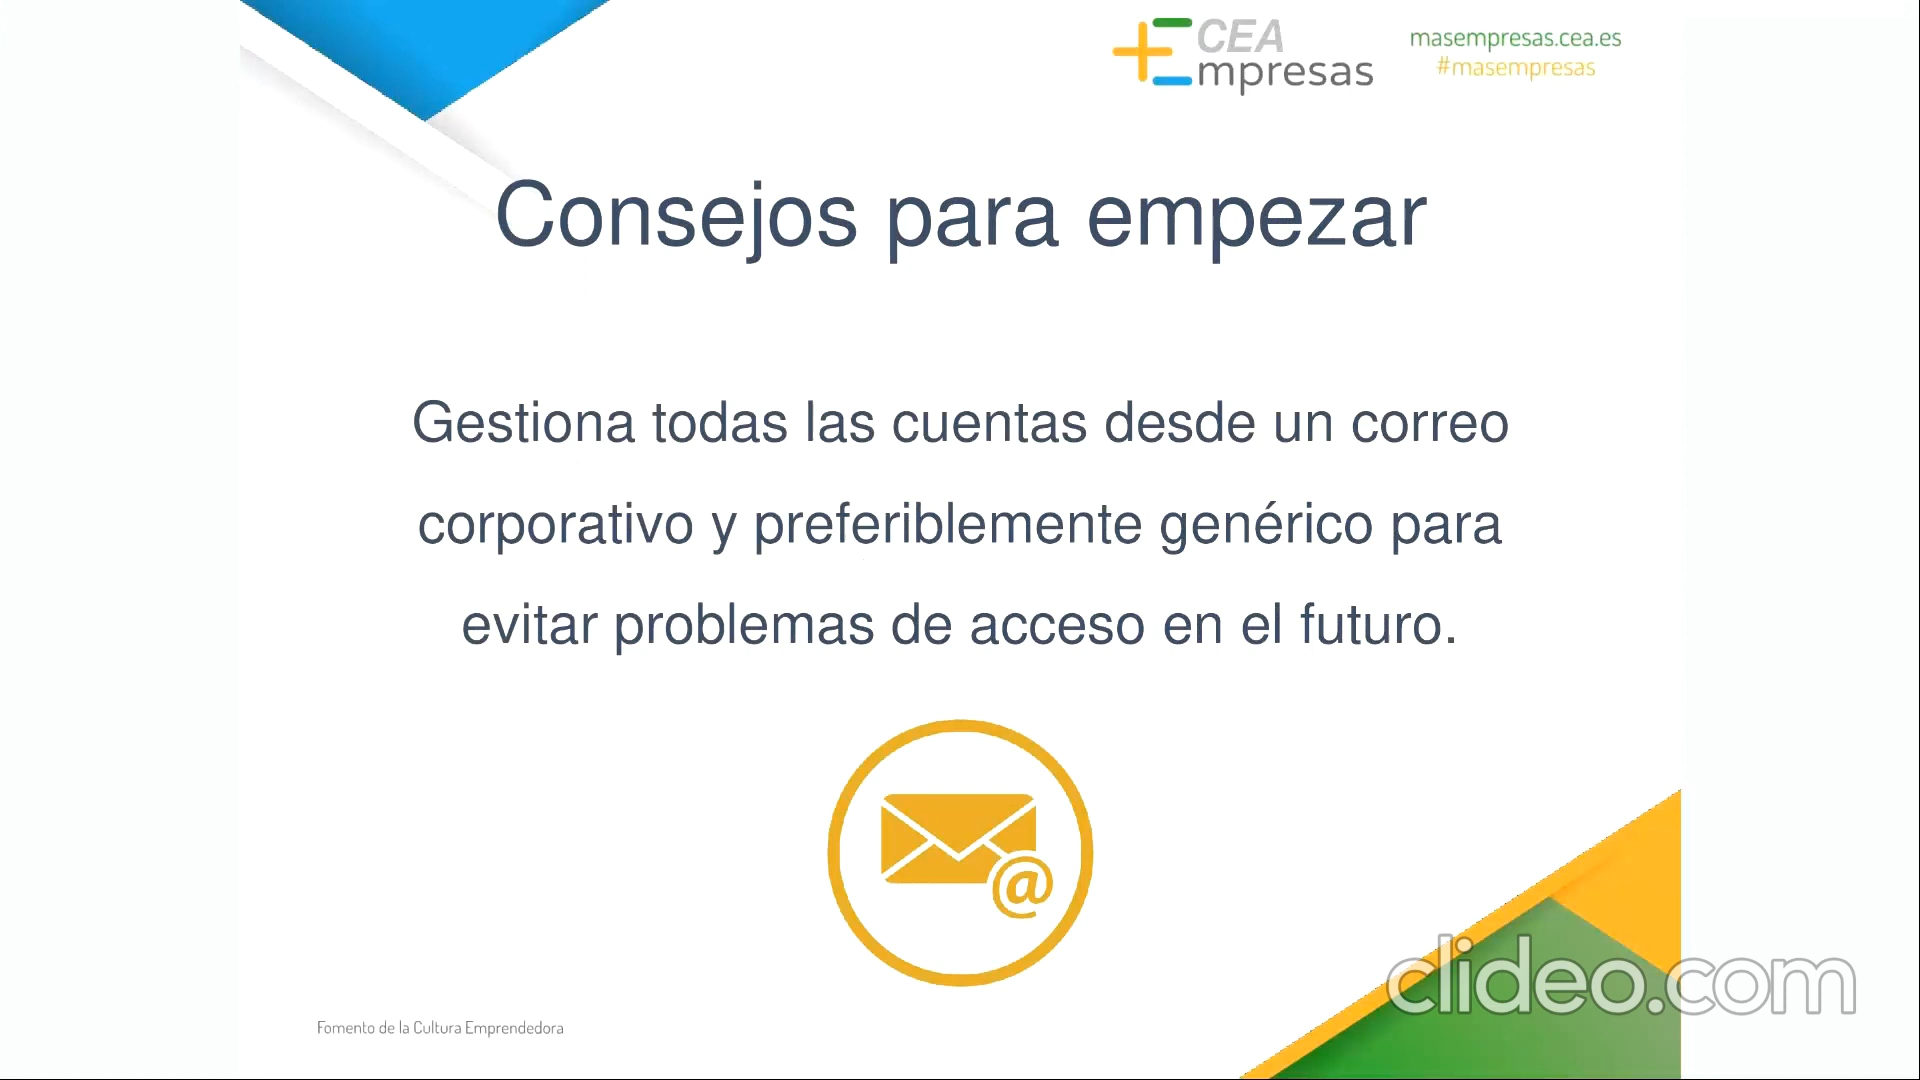 CEA
Empresas
masempresas.cea.es
#masempresas
Consejos para empezar
Gestiona todas las cuentas desde un correo
corporativo y preferiblemente genérico para
evitar problemas de acceso en el futuro.
@
clideo.com
Fomento de la Cultura Emprendedora